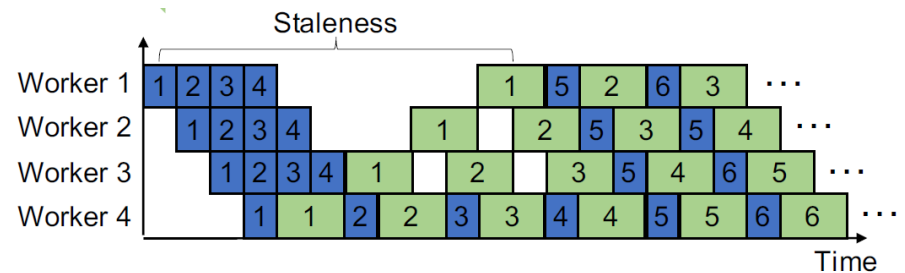 Staleness
Worker 1 1 2 3 4 1 5 2 6 3 ...
Worker 2 1 2 3 4 1 2 5 3 5 4 ...
Worker 3 1 2 3 4 1 2 3 5 4 6 5 ...
Worker 4 1 1 2 2 3 3 4 4 5 5 6 6 ...
Time